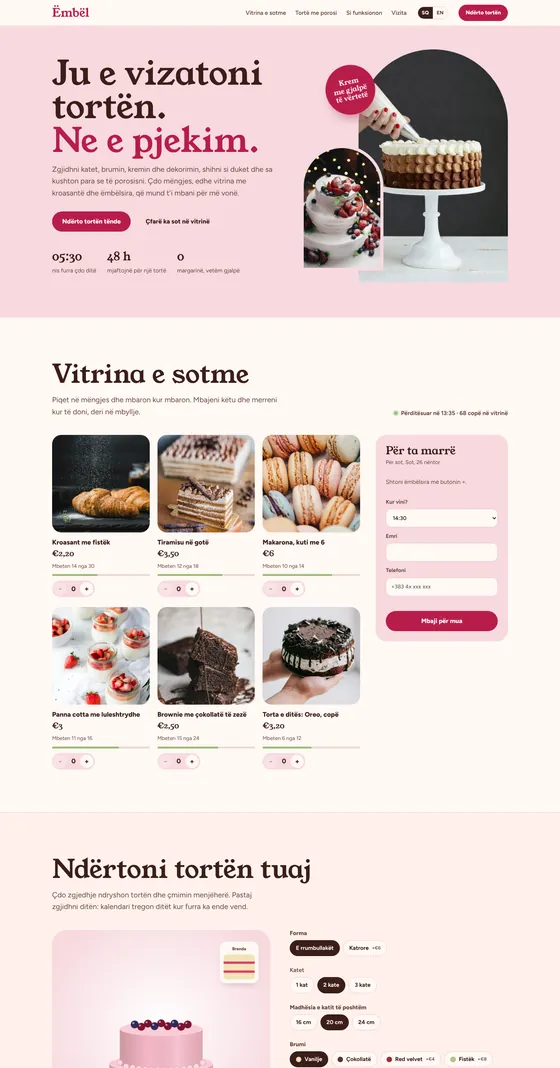 Ëmbël
Vitrina e sotme
Tortë me porosi
Si funksionon
Vizita
SQ
EN
Ndërto tortën
Ju e vizatoni
tortën.
Ne e pjekim.
Zgjidhni katet, brumin, kremin dhe dekorimin, shihni si duket dhe sa
kushton para se të porosisni. Çdo mëngjes, edhe vitrina me
kroasantë dhe ëmbëlsira, që mund t'i mbani për më vonë.
Ndërto tortën tënde
Çfarë ka sot në vitrinë
05:30
nis furra çdo ditë
48 h
mjaftojnë për një tortë
0
margarinë, vetëm gjalpë
Krem
me gjalpë
të vërtetë
Vitrina e sotme
Piqet në mëngjes dhe mbaron kur mbaron. Mbajeni këtu dhe merreni
kur të doni, deri në mbyllje.
Përditësuar në 13:35 · 68 copë në vitrinë
Kroasant me fistëk
€2,20
Mbeten 14 nga 30
- 0 +
Tiramisu në gotë
€3,50
Mbeten 12 nga 18
- 0 +
Makarona, kuti me 6
€6
Mbeten 10 nga 14
- 0 +
Panna cotta me luleshtrydhe
€3
Mbeten 11 nga 16
- 0 +
Brownie me çokollatë të zezë
€2,50
Mbeten 15 nga 24
- 0 +
Torta e ditës: Oreo, copë
€3,20
Mbeten 6 nga 12
- 0 +
Për ta marrë
Për sot, Sot, 26 nëntor
Shtoni ëmbëlsira me butonin +.
Kur vini?
14:30
Emri
Telefoni
+383 4x xxx xxx
Mbaji për mua
Ndërtoni tortën tuaj
Çdo zgjedhje ndryshon tortën dhe çmimin menjëherë. Pastaj
zgjidhni ditën: kalendari tregon ditët kur furra ka ende vend.
Brenda
Forma
E rrumbullakët
Katrore +€6
Katet
1 kat
2 kate
3 kate
Madhësia e katit të poshtëm
16 cm
20 cm
24 cm
Brumi
Vanilje
Çokollatë
Red velvet +€4
Fistëk +€8